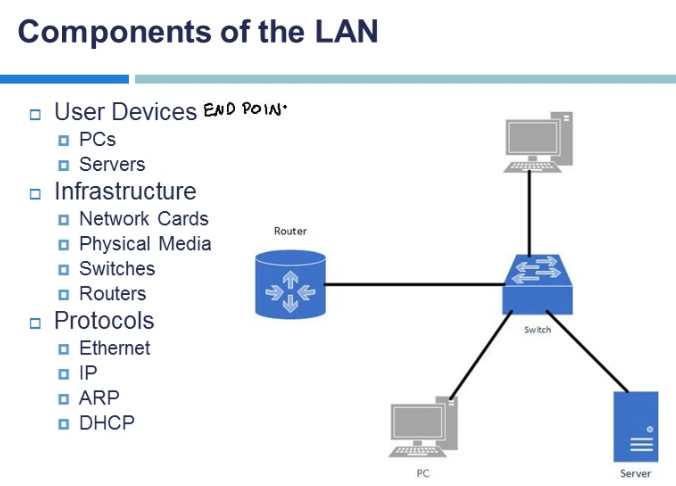 Components of the LAN
User Devices END POIN
PCs
Servers
Infrastructure
Network Cards
Physical Media
Switches
Routers
Protocols
Ethernet
IP
ARP
DHCP
Router
Switch
PC
Server